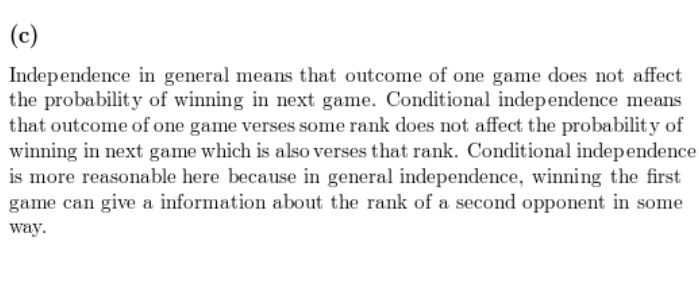 (c)
Independence in general means that outcome of one game does not affect
the probability of winning in next game. Conditional independence means
that outcome of one game verses some rank does not affect the probability of
winning in next game which is also verses that rank. Conditional independence
is more reasonable here because in general independence, winning the first
game can give a information about the rank of a second opponent in some
way.